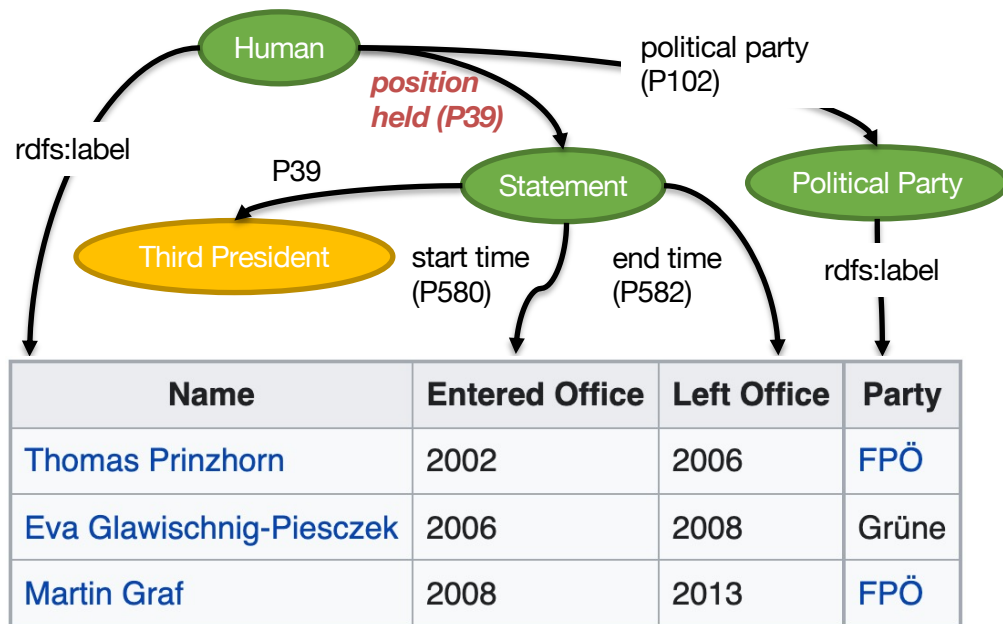 Human
political party
(P102)
position
held (P39)
rdfs:label
P39
Statement
Political Party
Third President
start time
(P580)
end time
(P582)
rdfs:label
Name Entered Office Left Office Party
Thomas Prinzhorn 2002 2006 FPÖ
Eva Glawischnig-Piesczek 2006 2008 Grüne
Martin Graf 2008 2013 FPÖ